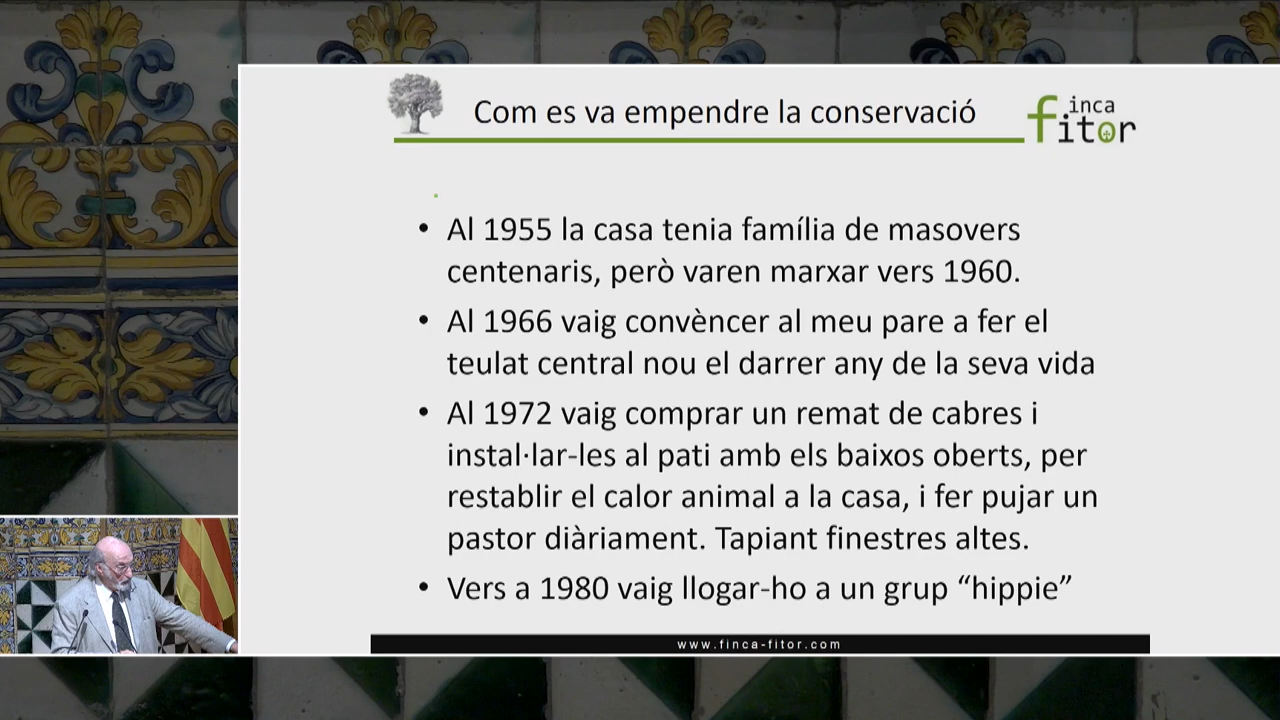 Com es va empendre la conservació
finca
fitor
• Al 1955 la casa tenia família de masovers
centenaris, però varen marxar vers 1960.
• Al 1966 vaig convèncer al meu pare a fer el
teulat central nou el darrer any de la seva vida
• Al 1972 vaig comprar un remat de cabres i
instal·lar-les al pati amb els baixos oberts, per
restablir el calor animal a la casa, i fer pujar un
pastor diàriament. Tapiant finestres altes.
• Vers a 1980 vaig llogar-ho a un grup “hippie”
www.finca-fitor.com